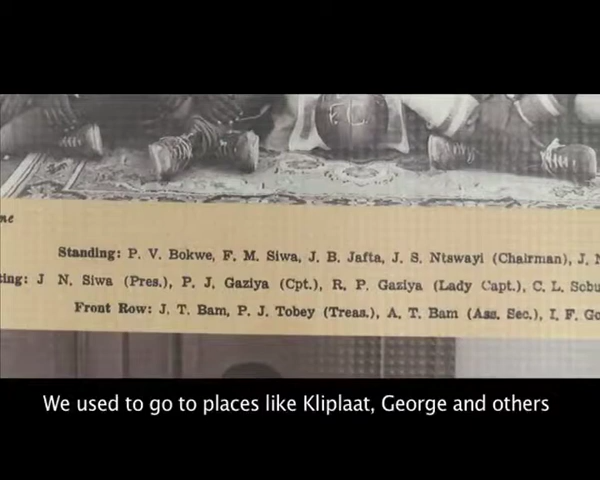 Standing: P. V. Bokwe, F. M. Siwa, J. B. Jafta, J. S. Ntswayi (Chairman), J.
J N. Siwa (Pres.), P. J. Gaziya (Cpt.), R. P. Gaziya (Lady Capt.), C. L.
Front Row: J. T. Bam, P. J. Tobey (Treas.), A. T. Bam (Ass. Sec.), I. F.
We used to go to places like Kliplaat, George and others